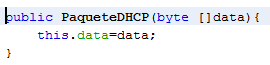 public PaqueteDHCP(byte []data){
    this.data=data;
}